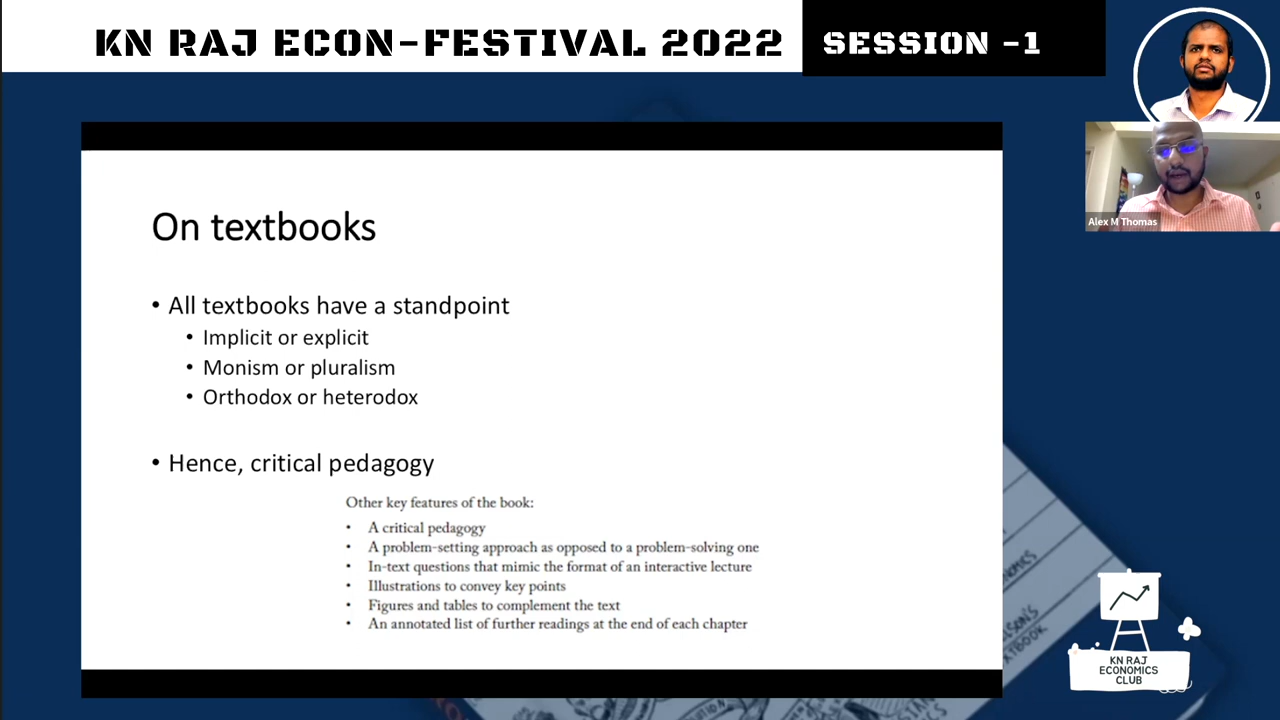 KN RAJ ECON-FESTIVAL 2022
SESSION -1
Alex M Thomas
On textbooks
• All textbooks have a standpoint
• Implicit or explicit
• Monism or pluralism
• Orthodox or heterodox
• Hence, critical pedagogy
Other key features of the book:
• A critical pedagogy
• A problem-setting approach as opposed to a problem-solving one
• In-text questions that mimic the format of an interactive lecture
• Illustrations to convey key points
• Figures and tables to complement the text
• An annotated list of further readings at the end of each chapter
KN RAJ
ECONOMICS
CLUB